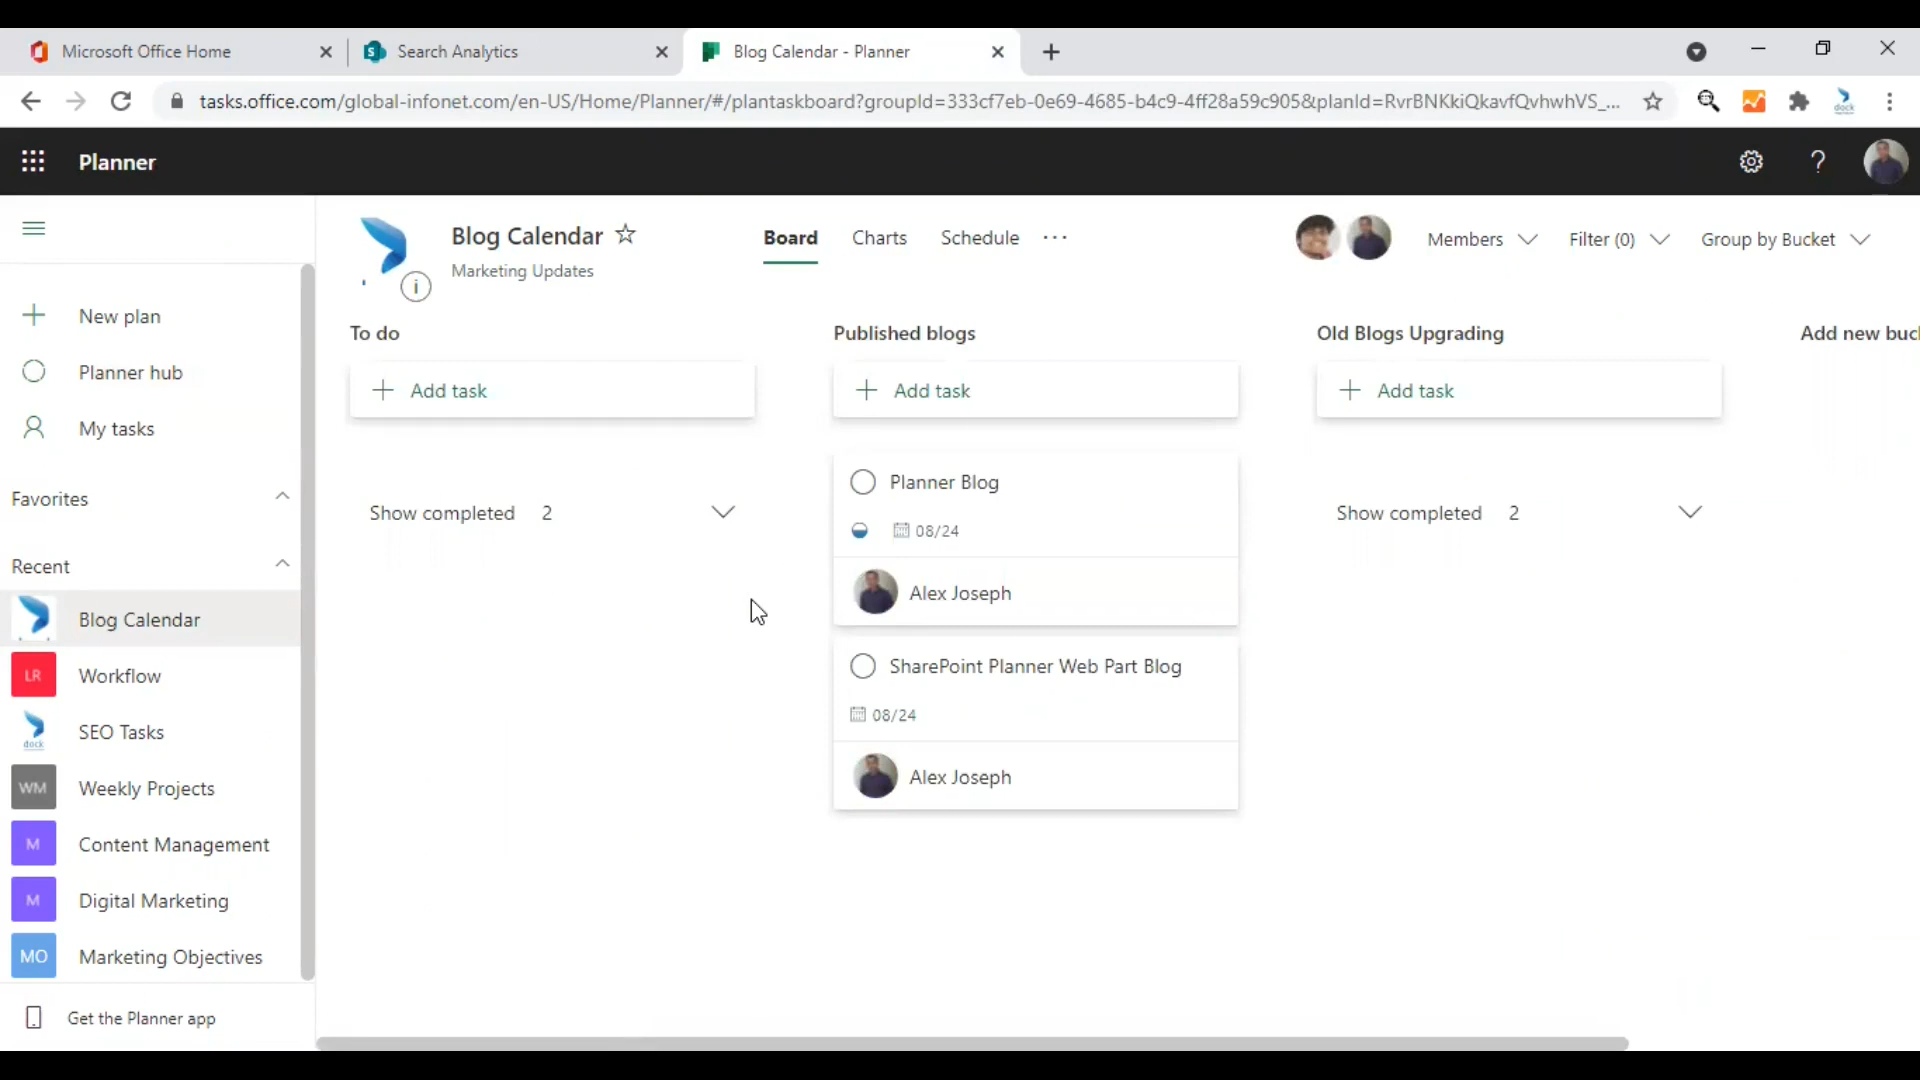 Microsoft Office Home
Search Analytics
Blog Calendar - Planner
tasks.office.com/global-infonet.com/en-US/Home/Planner/#/plantaskboard?groupId=333cf7eb-0e69-4685-b4c9-4ff28a59c905&planId=RvrBNKkiQkavfQvhwhVS_...
dock
Planner
Blog Calendar
Marketing Updates
Board
Charts
Schedule
Members
Filter (0)
Group by Bucket
New plan
Planner hub
My tasks
Favorites
Recent
Blog Calendar
LR
Workflow
dock
SEO Tasks
WM
Weekly Projects
M
Content Management
M
Digital Marketing
MO
Marketing Objectives
Get the Planner app
To do
Add task
Show completed 2
Published blogs
Add task
Planner Blog
08/24
Alex Joseph
SharePoint Planner Web Part Blog
08/24
Alex Joseph
Old Blogs Upgrading
Add task
Show completed 2
Add new buc